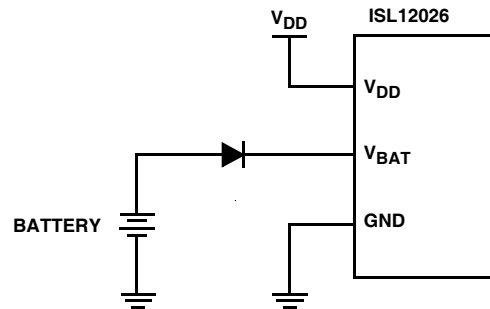 VDD
ISL12026
VDD
VBAT
BATTERY
GND